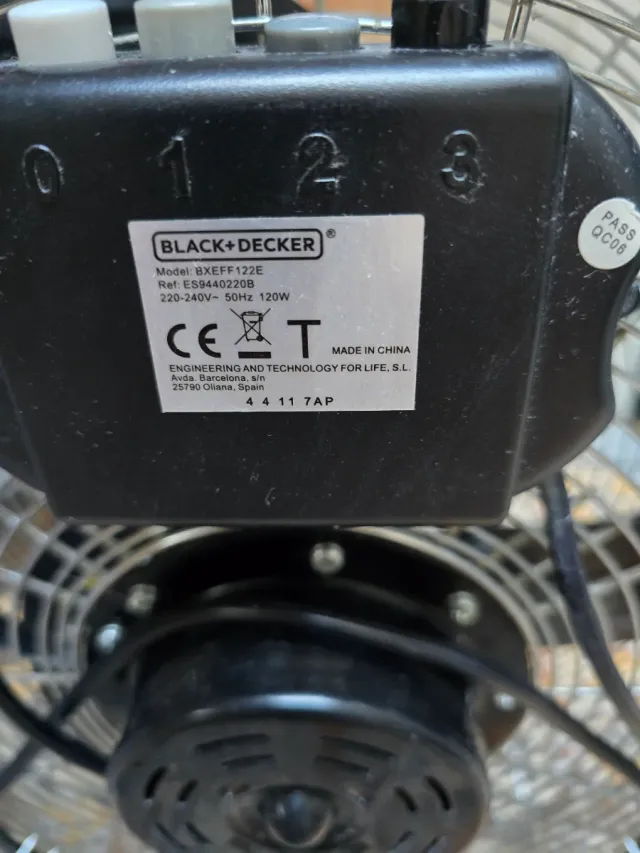 0 1 2 3
BLACK+DECKER®
Model: BXEFF122E
Ref: ES9440220B
220-240V~ 50Hz 120W
CE T MADE IN CHINA
ENGINEERING AND TECHNOLOGY FOR LIFE, S.L.
Avda. Barcelona, s/n
25790 Oliana, Spain
4 4 11 7AP
PASS
QC06